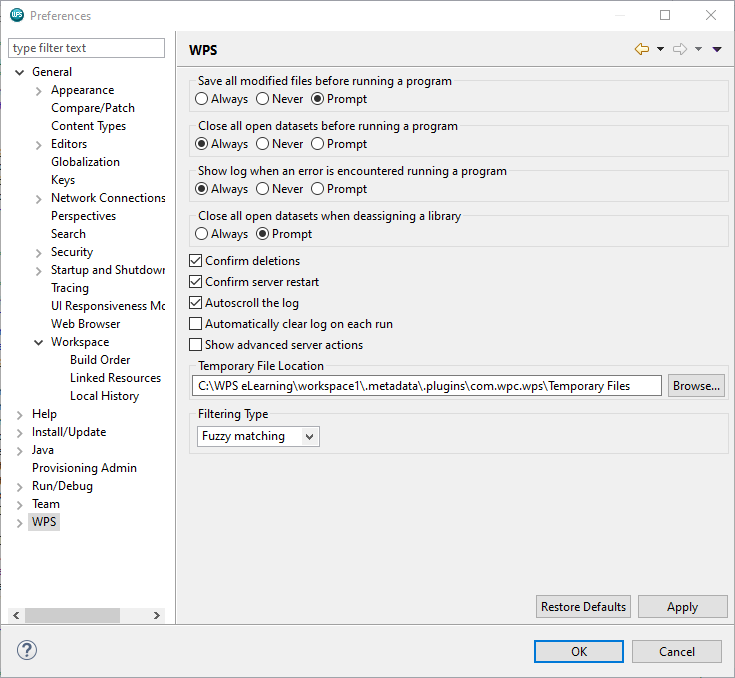 WPS Preferences
type filter text
General
Appearance
Compare/Patch
Content Types
Editors
Globalization
Keys
Network Connections
Perspectives
Search
Security
Startup and Shutdown
Tracing
UI Responsiveness Mo
Web Browser
Workspace
Build Order
Linked Resources
Local History
Help
Install/Update
Java
Provisioning Admin
Run/Debug
Team
WPS
WPS
Save all modified files before running a program
Always Never Prompt
Close all open datasets before running a program
Always Never Prompt
Show log when an error is encountered running a program
Always Never Prompt
Close all open datasets when deassigning a library
Always Prompt
Confirm deletions
Confirm server restart
Autoscroll the log
Automatically clear log on each run
Show advanced server actions
Temporary File Location
C:\WPS eLearning\workspace1\.metadata\.plugins\com.wpc.wps\Temporary Files Browse...
Filtering Type
Fuzzy matching
Restore Defaults Apply
? OK Cancel